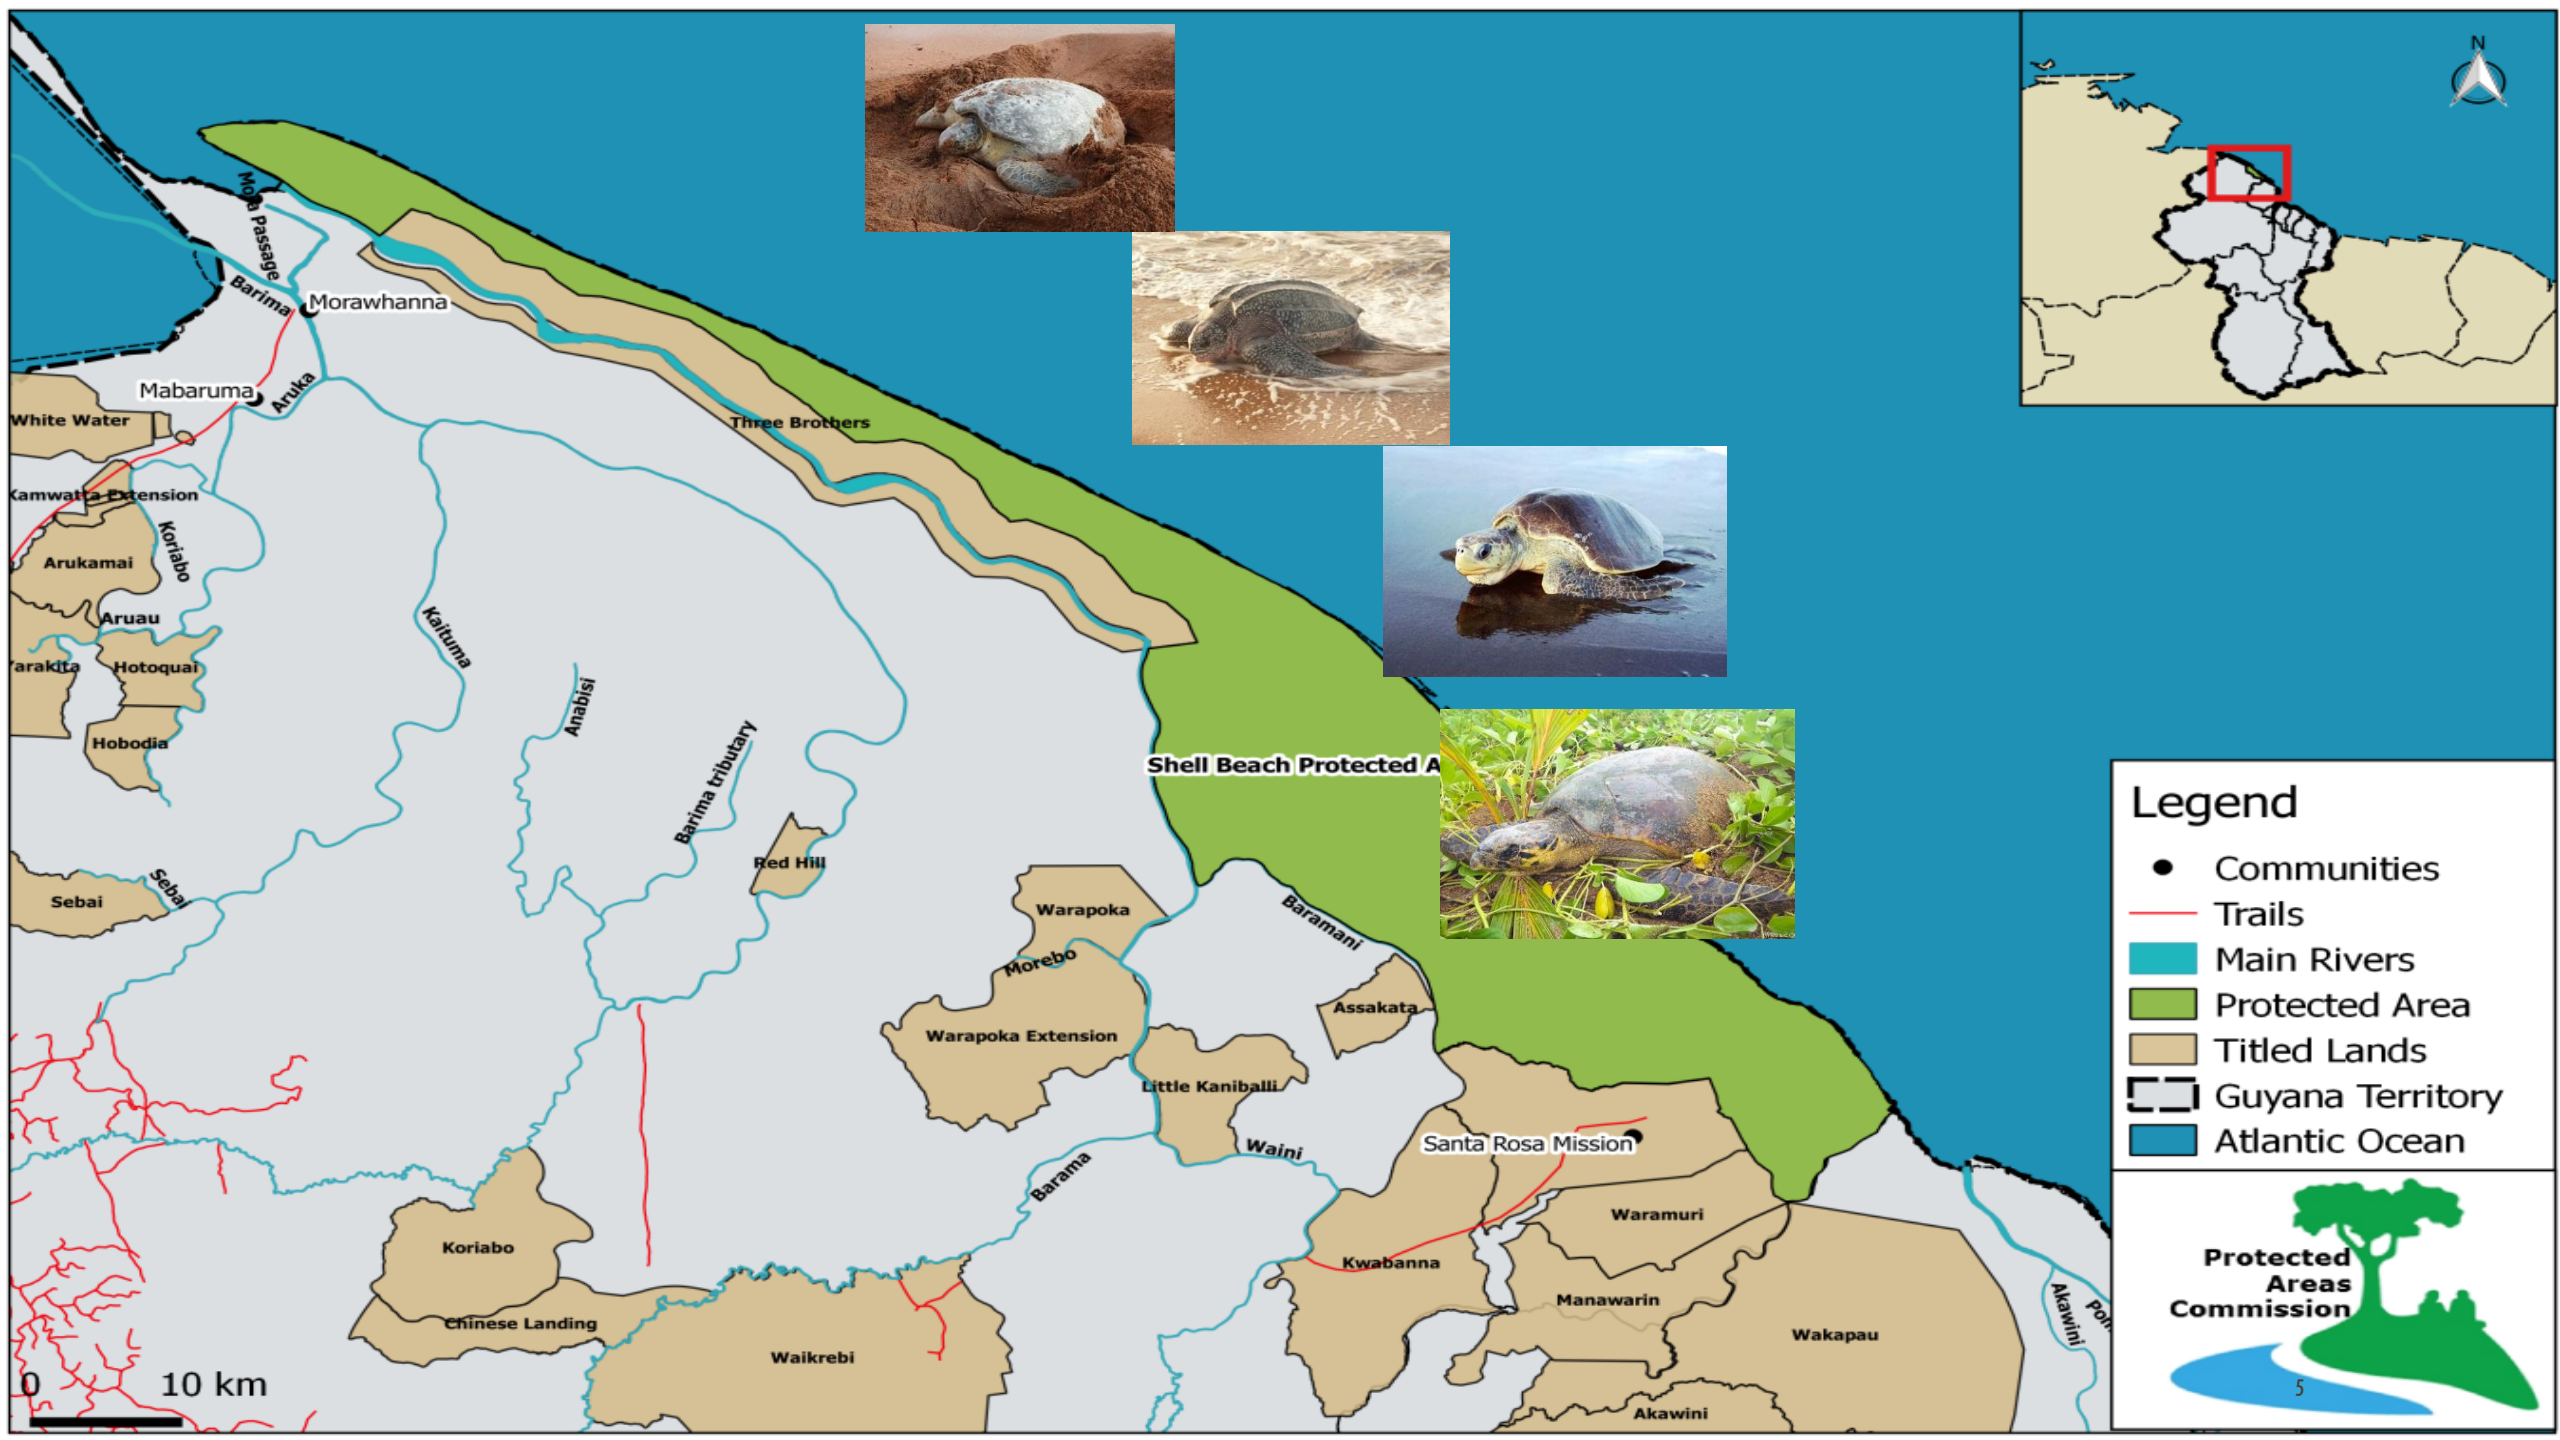 N
Mora Passage
Barima
Morawhanna
Mabaruma
Aruka
White Water
Three Brothers
Kamwatta Extension
Koriabo
Arukamai
Aruau
Kaituma
Yarakita
Hotoquai
Anabisi
Hobodia
Barima tributary
Shell Beach Protected A
Red Hill
Sebai
Sebai
Warapoka
Baramani
Morebo
Assakata
Warapoka Extension
Little Kaniballi
Santa Rosa Mission
Waini
Barama
Waramuri
Koriabo
Kwabanna
Manawarin
Chinese Landing
Wakapau
Waikrebi
Akawini
Akawini
Pom
0 10 km
Legend
Communities
Trails
Main Rivers
Protected Area
Titled Lands
Guyana Territory
Atlantic Ocean
Protected
Areas
Commission
5